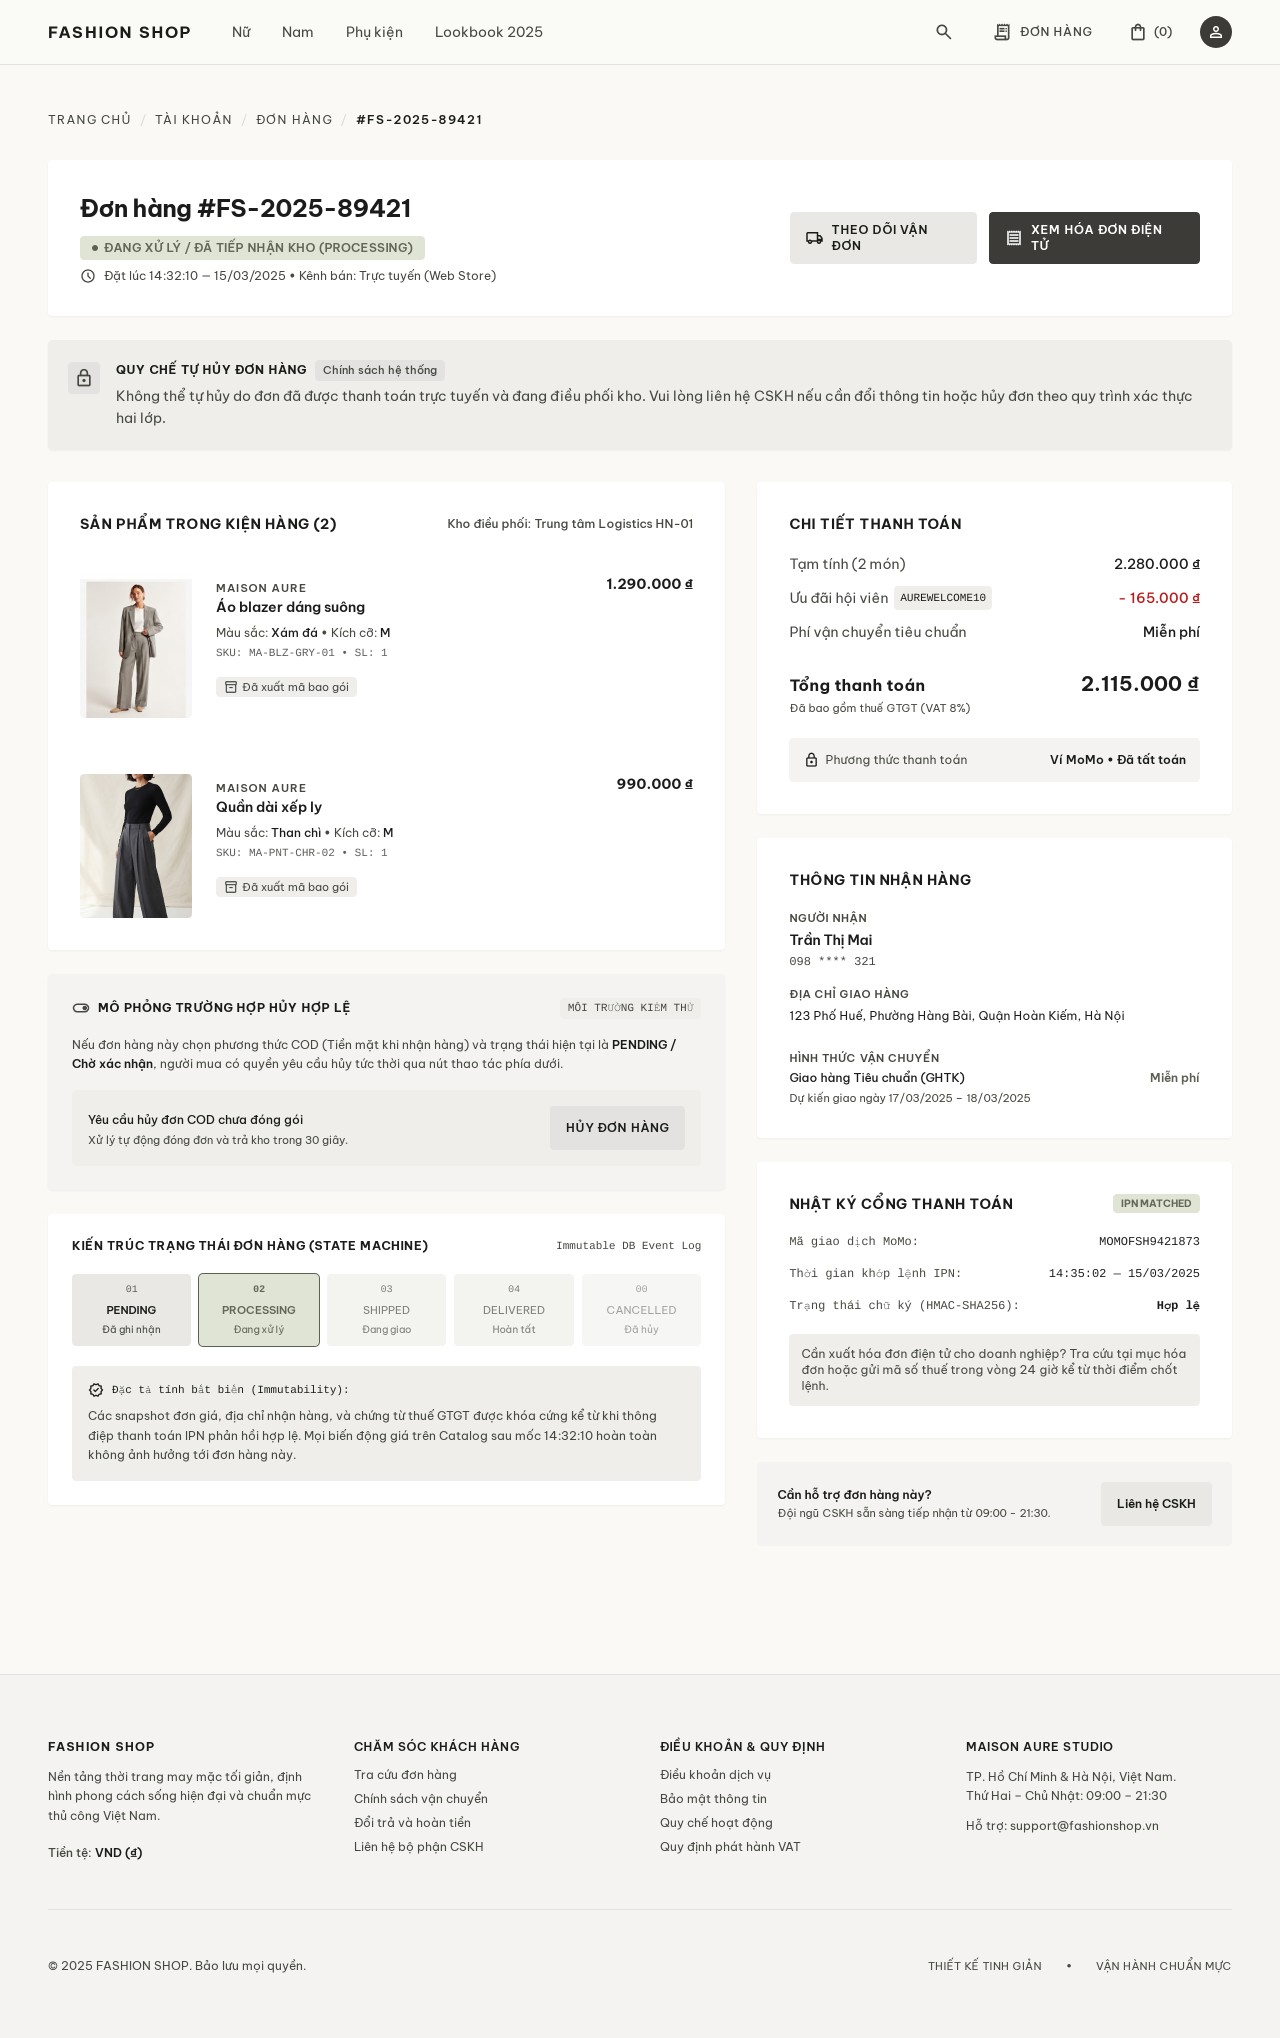 FASHION SHOP
Nữ
Nam
Phụ kiện
Lookbook 2025
ĐƠN HÀNG
(0)
TRANG CHỦ / TÀI KHOẢN / ĐƠN HÀNG / #FS-2025-89421
Đơn hàng #FS-2025-89421
ĐANG XỬ LÝ / ĐÃ TIẾP NHẬN KHO (PROCESSING)
Đặt lúc 14:32:10 — 15/03/2025 • Kênh bán: Trực tuyến (Web Store)
THEO DÕI VẬN
ĐƠN
XEM HÓA ĐƠN ĐIỆN
TỬ
QUY CHẾ TỰ HỦY ĐƠN HÀNG
Chính sách hệ thống
Không thể tự hủy do đơn đã được thanh toán trực tuyến và đang điều phối kho. Vui lòng liên hệ CSKH nếu cần đổi thông tin hoặc hủy đơn theo quy trình xác thực
hai lớp.
SẢN PHẨM TRONG KIỆN HÀNG (2)
Kho điều phối: Trung tâm Logistics HN-01
MAISON AURE
1.290.000 ₫
Áo blazer dáng suông
Màu sắc: Xám đá • Kích cỡ: M
SKU: MA-BLZ-GRY-01 • SL: 1
Đã xuất mã bao gói
MAISON AURE
990.000 ₫
Quần dài xếp ly
Màu sắc: Than chì • Kích cỡ: M
SKU: MA-PNT-CHR-02 • SL: 1
Đã xuất mã bao gói
MÔ PHỎNG TRƯỜNG HỢP HỦY HỢP LỆ
MÔI TRƯỜNG KIỂM THỬ
Nếu đơn hàng này chọn phương thức COD (Tiền mặt khi nhận hàng) và trạng thái hiện tại là PENDING /
Chờ xác nhận, người mua có quyền yêu cầu hủy tức thời qua nút thao tác phía dưới.
Yêu cầu hủy đơn COD chưa đóng gói
Xử lý tự động đóng đơn và trả kho trong 30 giây.
HỦY ĐƠN HÀNG
KIẾN TRÚC TRẠNG THÁI ĐƠN HÀNG (STATE MACHINE)
Immutable DB Event Log
01
PENDING
Đã ghi nhận
02
PROCESSING
Đang xử lý
03
SHIPPED
Đang giao
04
DELIVERED
Hoàn tất
00
CANCELLED
Đã hủy
Đặc tả tính bất biến (Immutability):
Các snapshot đơn giá, địa chỉ nhận hàng, và chứng từ thuế GTGT được khóa cứng kể từ khi thông
điệp thanh toán IPN phản hồi hợp lệ. Mọi biến động giá trên Catalog sau mốc 14:32:10 hoàn toàn
không ảnh hưởng tới đơn hàng này.
CHI TIẾT THANH TOÁN
Tạm tính (2 món)
2.280.000 ₫
Ưu đãi hội viên AUREWELCOME10
- 165.000 ₫
Phí vận chuyển tiêu chuẩn
Miễn phí
Tổng thanh toán
2.115.000 ₫
Đã bao gồm thuế GTGT (VAT 8%)
Phương thức thanh toán
Ví MoMo • Đã tất toán
THÔNG TIN NHẬN HÀNG
NGƯỜI NHẬN
Trần Thị Mai
098 **** 321
ĐỊA CHỈ GIAO HÀNG
123 Phố Huế, Phường Hàng Bài, Quận Hoàn Kiếm, Hà Nội
HÌNH THỨC VẬN CHUYỂN
Giao hàng Tiêu chuẩn (GHTK)
Miễn phí
Dự kiến giao ngày 17/03/2025 – 18/03/2025
NHẬT KÝ CỔNG THANH TOÁN
IPN MATCHED
Mã giao dịch MoMo:
MOMOFSH9421873
Thời gian khớp lệnh IPN:
14:35:02 — 15/03/2025
Trạng thái chữ ký (HMAC-SHA256):
Hợp lệ
Cần xuất hóa đơn điện tử cho doanh nghiệp? Tra cứu tại mục hóa
đơn hoặc gửi mã số thuế trong vòng 24 giờ kể từ thời điểm chốt
lệnh.
Cần hỗ trợ đơn hàng này?
Đội ngũ CSKH sẵn sàng tiếp nhận từ 09:00 - 21:30.
Liên hệ CSKH
FASHION SHOP
Nền tảng thời trang may mặc tối giản, định
hình phong cách sống hiện đại và chuẩn mực
thủ công Việt Nam.
Tiền tệ: VND (₫)
CHĂM SÓC KHÁCH HÀNG
Tra cứu đơn hàng
Chính sách vận chuyển
Đổi trả và hoàn tiền
Liên hệ bộ phận CSKH
ĐIỀU KHOẢN & QUY ĐỊNH
Điều khoản dịch vụ
Bảo mật thông tin
Quy chế hoạt động
Quy định phát hành VAT
MAISON AURE STUDIO
TP. Hồ Chí Minh & Hà Nội, Việt Nam.
Thứ Hai – Chủ Nhật: 09:00 – 21:30
Hỗ trợ: support@fashionshop.vn
© 2025 FASHION SHOP. Bảo lưu mọi quyền.
THIẾT KẾ TINH GIẢN • VẬN HÀNH CHUẨN MỰC